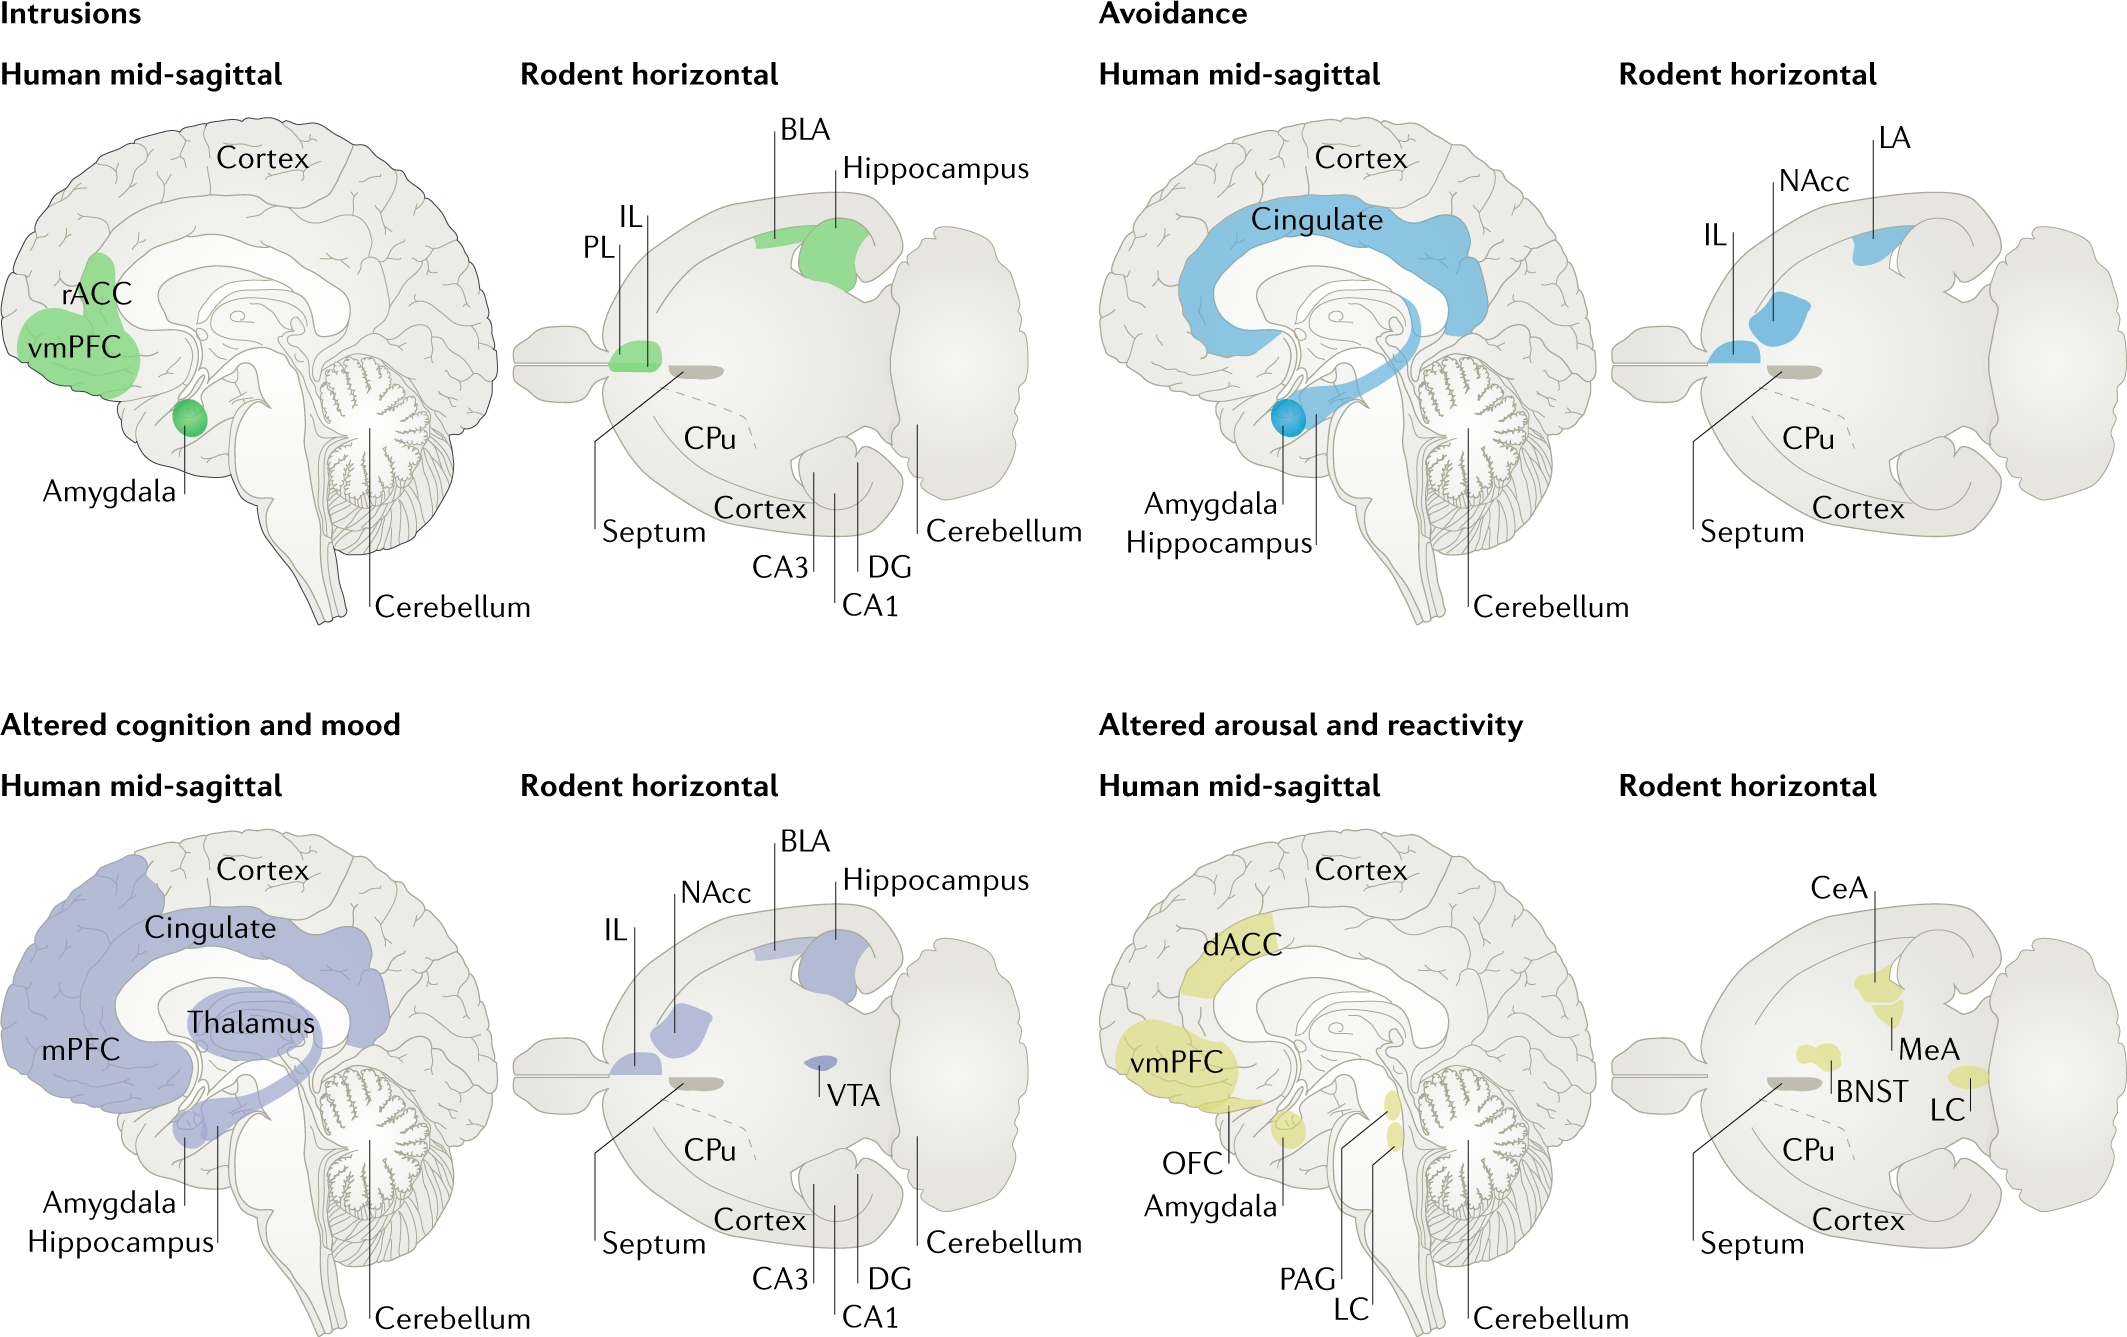 Intrusions
Human mid-sagittal
Rodent horizontal
Cortex
rACC
vmPFC
Amygdala
Cerebellum
BLA
Hippocampus
IL
PL
CPu
Cortex
Septum
Cerebellum
CA3
DG
CA1
Avoidance
Human mid-sagittal
Rodent horizontal
Cortex
Cingulate
Amygdala
Hippocampus
Cerebellum
LA
NAcc
IL
CPu
Cortex
Septum
Altered cognition and mood
Human mid-sagittal
Rodent horizontal
Cortex
Cingulate
Thalamus
mPFC
Amygdala
Hippocampus
Cerebellum
BLA
Hippocampus
NAcc
IL
VTA
CPu
Cortex
Septum
Cerebellum
CA3
DG
CA1
Altered arousal and reactivity
Human mid-sagittal
Rodent horizontal
Cortex
dACC
vmPFC
OFC
Amygdala
PAG
LC
Cerebellum
CeA
MeA
BNST
LC
CPu
Cortex
Septum